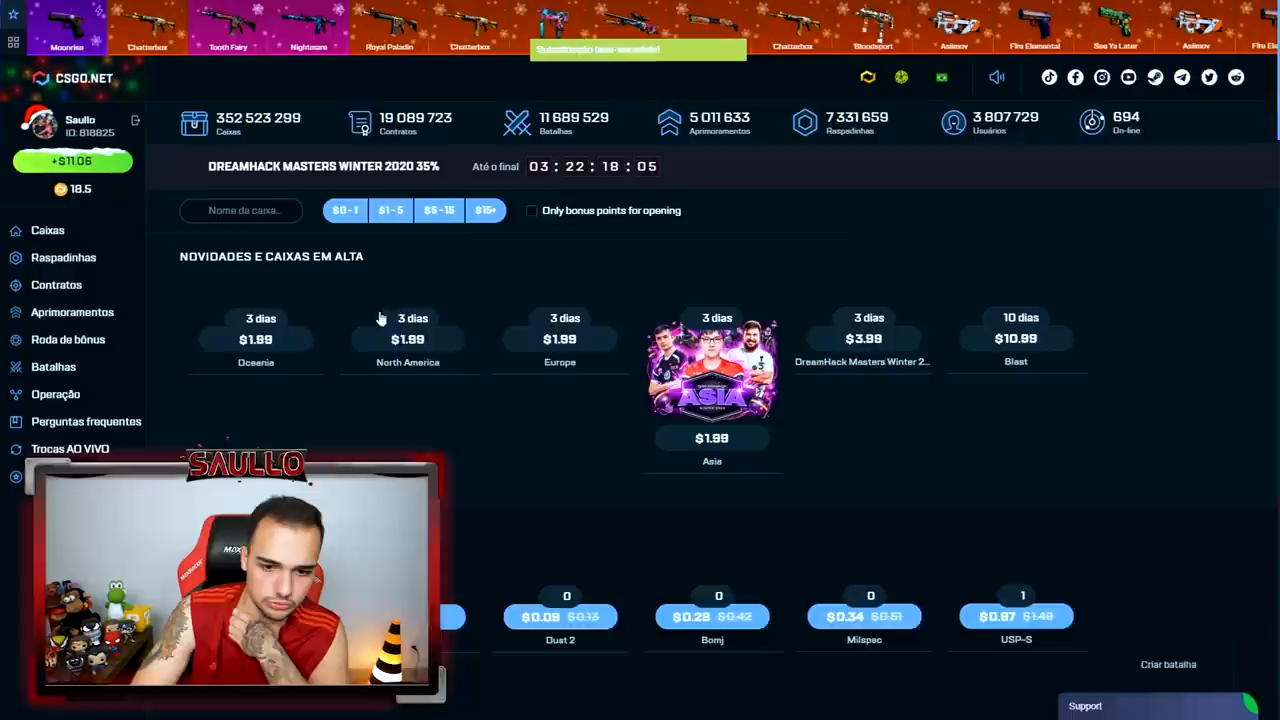 Moonrise
Chatterbox
Tooth Fairy
Nightmare
Royal Paladin
Chatterbox
Chatterbox
Bloodsport
Asiimov
Fire Elemental
See Ya Later
Asiimov
Fire El
CSGO.NET
Saullo
ID: 818825
+$11.06
18.5
352 523 299
Caixas
19 089 723
Contratos
11 689 529
Batalhas
5 011 633
Aprimoramentos
7 331 659
Raspadinhas
3 807 729
Usuários
694
On-line
DREAMHACK MASTERS WINTER 2020 35%
Até o final
03 : 22 : 18 : 05
Nome da caixa...
$0 - 1
$1 - 5
$5 - 15
$15+
Only bonus points for opening
Caixas
Raspadinhas
Contratos
Aprimoramentos
Roda de bônus
Batalhas
Operação
Perguntas frequentes
Trocas AO VIVO
NOVIDADES E CAIXAS EM ALTA
3 dias
$1.99
Oceania
3 dias
$1.99
North America
3 dias
$1.99
Europe
3 dias
ASIA
$1.99
Asia
3 dias
$3.99
DreamHack Masters Winter 2...
10 dias
$10.99
Blast
0
$0.09 $0.13
Dust 2
0
$0.28 $0.42
Bomj
0
$0.34 $0.51
Milspec
1
$0.97 $1.49
USP-S
Criar batalha
Support
SAULLO